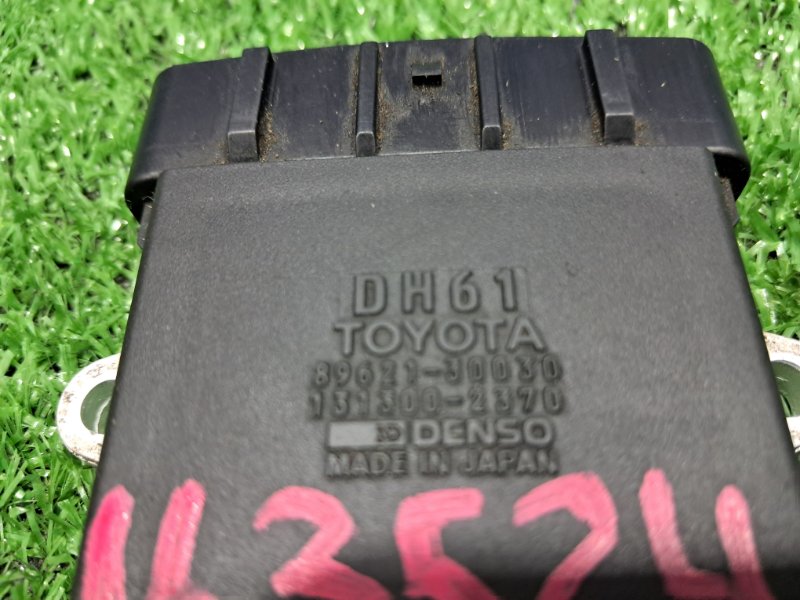 DH61
TOYOTA
89621-30030
131300-2370
DENSO
MADE IN JAPAN